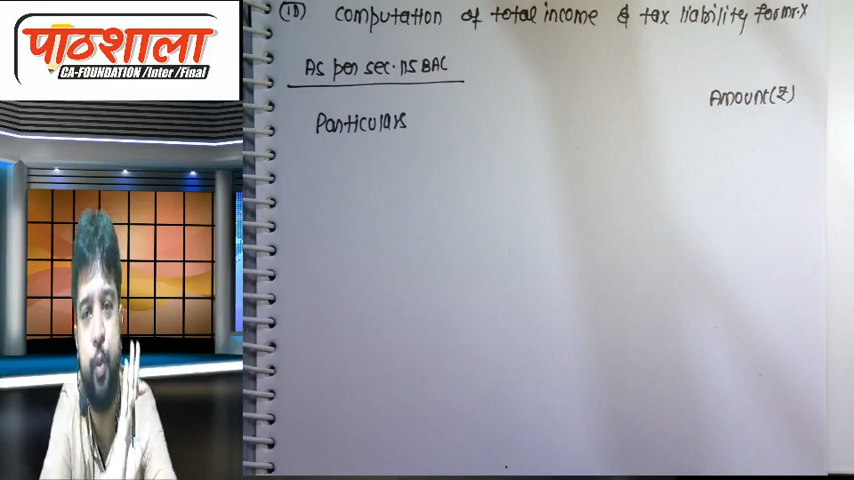 पाठशाला
CA-FOUNDATION /Inter /Final
(1D) Computation of total income & tax liability for Mr. X
As per sec. 115 BAC
Particulars
Amount (₹)